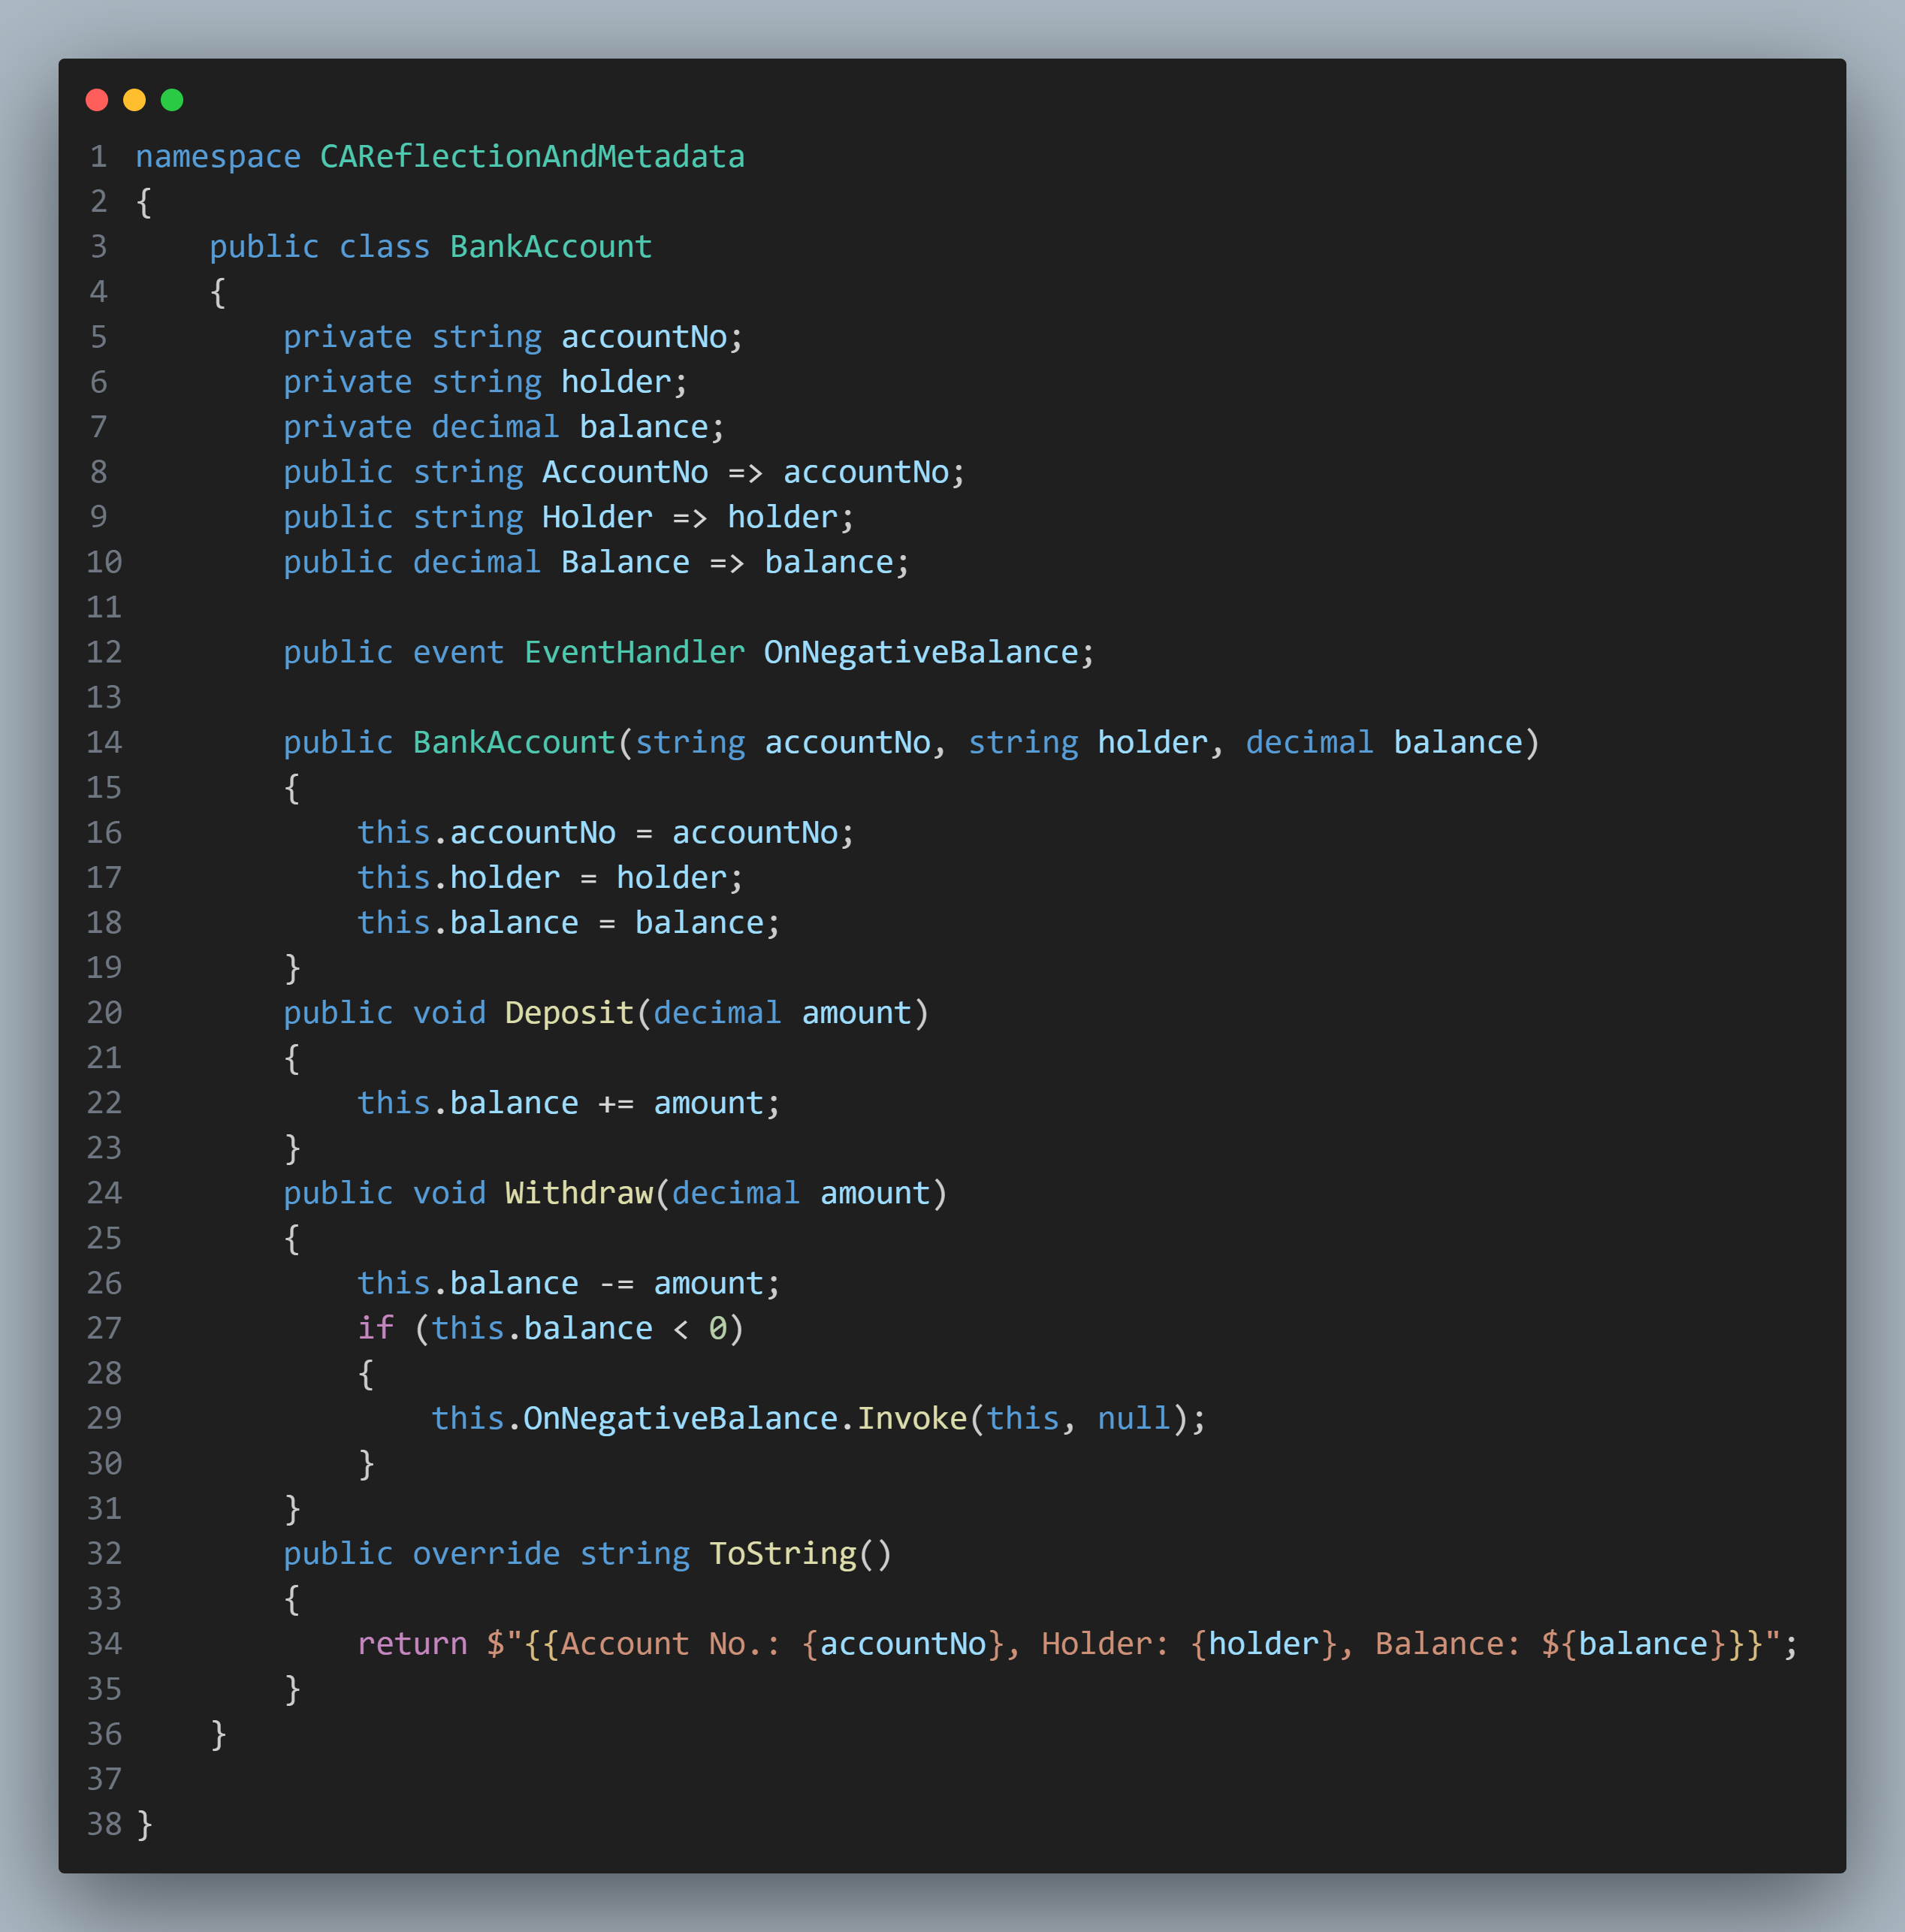 1 namespace CAReflectionAndMetadata
2 {
3     public class BankAccount
4     {
5         private string accountNo;
6         private string holder;
7         private decimal balance;
8         public string AccountNo => accountNo;
9         public string Holder => holder;
10         public decimal Balance => balance;
11
12         public event EventHandler OnNegativeBalance;
13
14         public BankAccount(string accountNo, string holder, decimal balance)
15         {
16             this.accountNo = accountNo;
17             this.holder = holder;
18             this.balance = balance;
19         }
20         public void Deposit(decimal amount)
21         {
22             this.balance += amount;
23         }
24         public void Withdraw(decimal amount)
25         {
26             this.balance -= amount;
27             if (this.balance < 0)
28             {
29                 this.OnNegativeBalance.Invoke(this, null);
30             }
31         }
32         public override string ToString()
33         {
34             return $"{{Account No.: {accountNo}, Holder: {holder}, Balance: ${balance}}}";
35         }
36     }
37
38 }